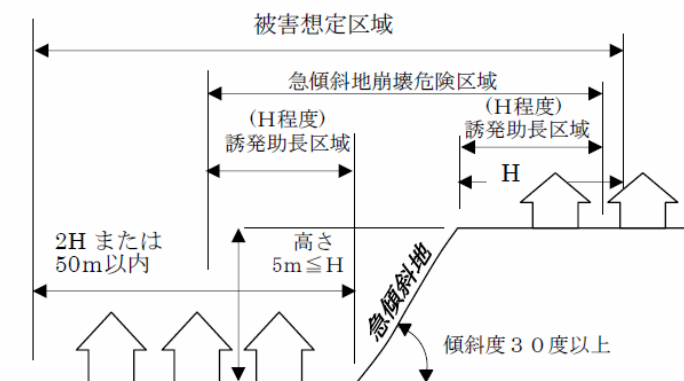 被害想定区域
急傾斜地崩壊危険区域
(H程度)
誘発助長区域
(H程度)
誘発助長区域
H
2H または
50m以内
高さ
5m≦H
急傾斜地
傾斜度３０度以上